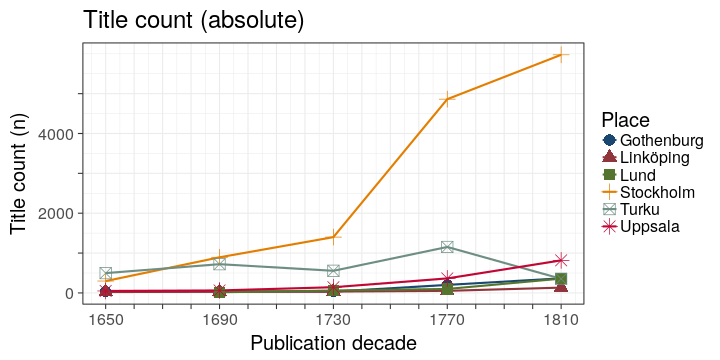 Title count (absolute)
Title count (n)
4000
2000
0
1650 1690 1730 1770 1810
Publication decade
Place
Gothenburg
Linköping
Lund
Stockholm
Turku
Uppsala